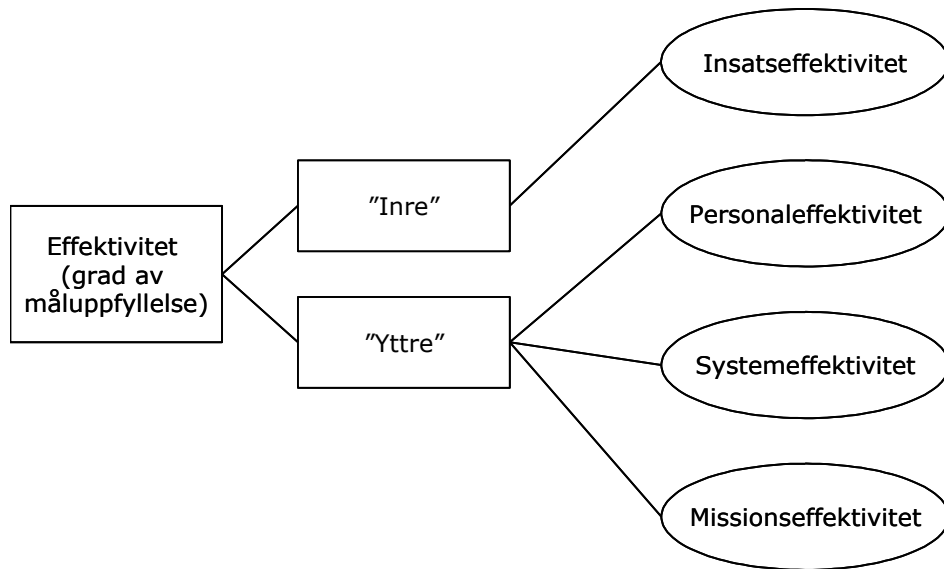 Effektivitet
(grad av
måluppfyllelse)
”Inre”
”Yttre”
Insatseffektivitet
Personaleffektivitet
Systemeffektivitet
Missionseffektivitet